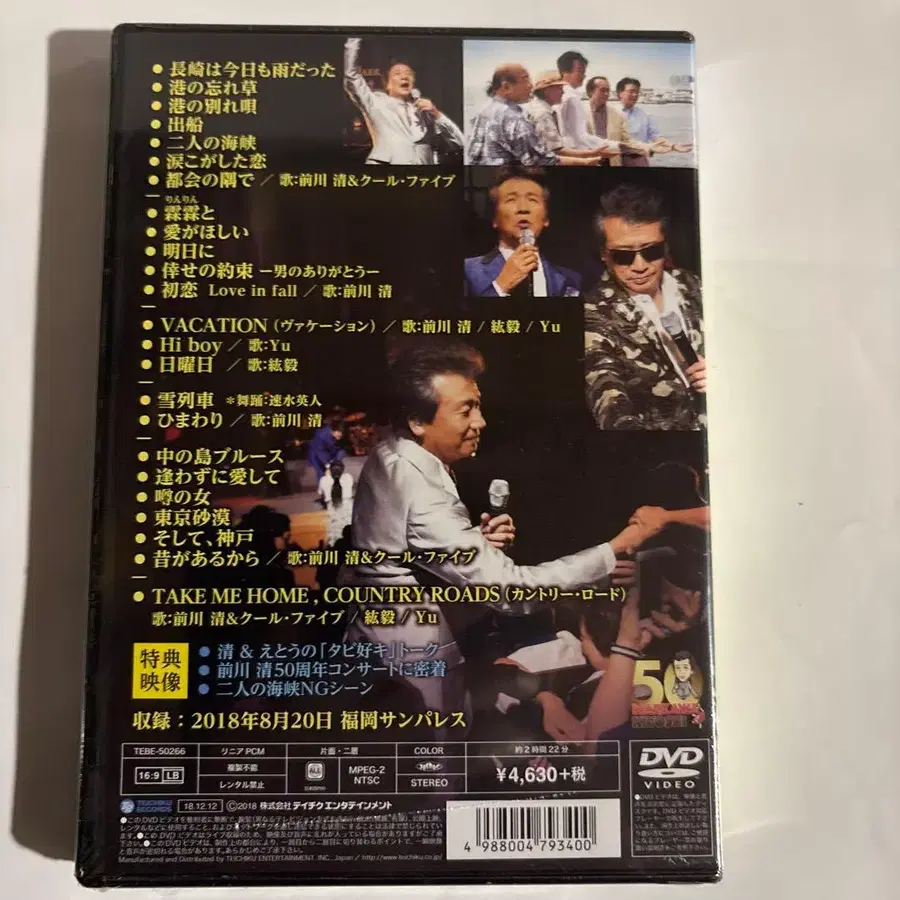 ● 長崎は今日も雨だった
● 港の忘れ草
● 港の別れ唄
● 出船
● 二人の海峡
● 涙こがした恋
● 都会の隅で / 歌：前川 清&クール・ファイブ
りんりん
● 霖霖と
● 愛がほしい
● 明日に
● 倖せの約束 ー男のありがとうー
● 初恋 Love in fall / 歌：前川 清
● VACATION（ヴァケーション）/ 歌：前川 清 / 紘毅 / Yu
● Hi boy / 歌：Yu
● 日曜日 / 歌：紘毅
● 雪列車 ＊舞踊：速水英人
● ひまわり / 歌：前川 清
● 中の島ブルース
● 逢わずに愛して
● 噂の女
● 東京砂漠
● そして、神戸
● 昔があるから / 歌：前川 清&クール・ファイブ
● TAKE ME HOME , COUNTRY ROADS（カントリー・ロード）
歌：前川 清&クール・ファイブ / 紘毅 / Yu
特典映像
● 清 & えとうの「タビ好キ」トーク
● 前川 清50周年コンサートに密着
● 二人の海峡NGシーン
50
収録：2018年8月20日 福岡サンパレス
TEBE-50266 リニアPCM 片面・二層 COLOR 約2時間22分
16:9 LB 複製不能 レンタル禁止 ALL MPEG-2 NTSC STEREO ¥4,630+税
DVD VIDEO
TEICHIKU RECORDS 18.12.12 ©2018 株式会社テイチクエンタテインメント
Manufactured and Distributed by TEICHIKU ENTERTAINMENT, INC., Japan / http://www.teichiku.co.jp
4 988004 793400